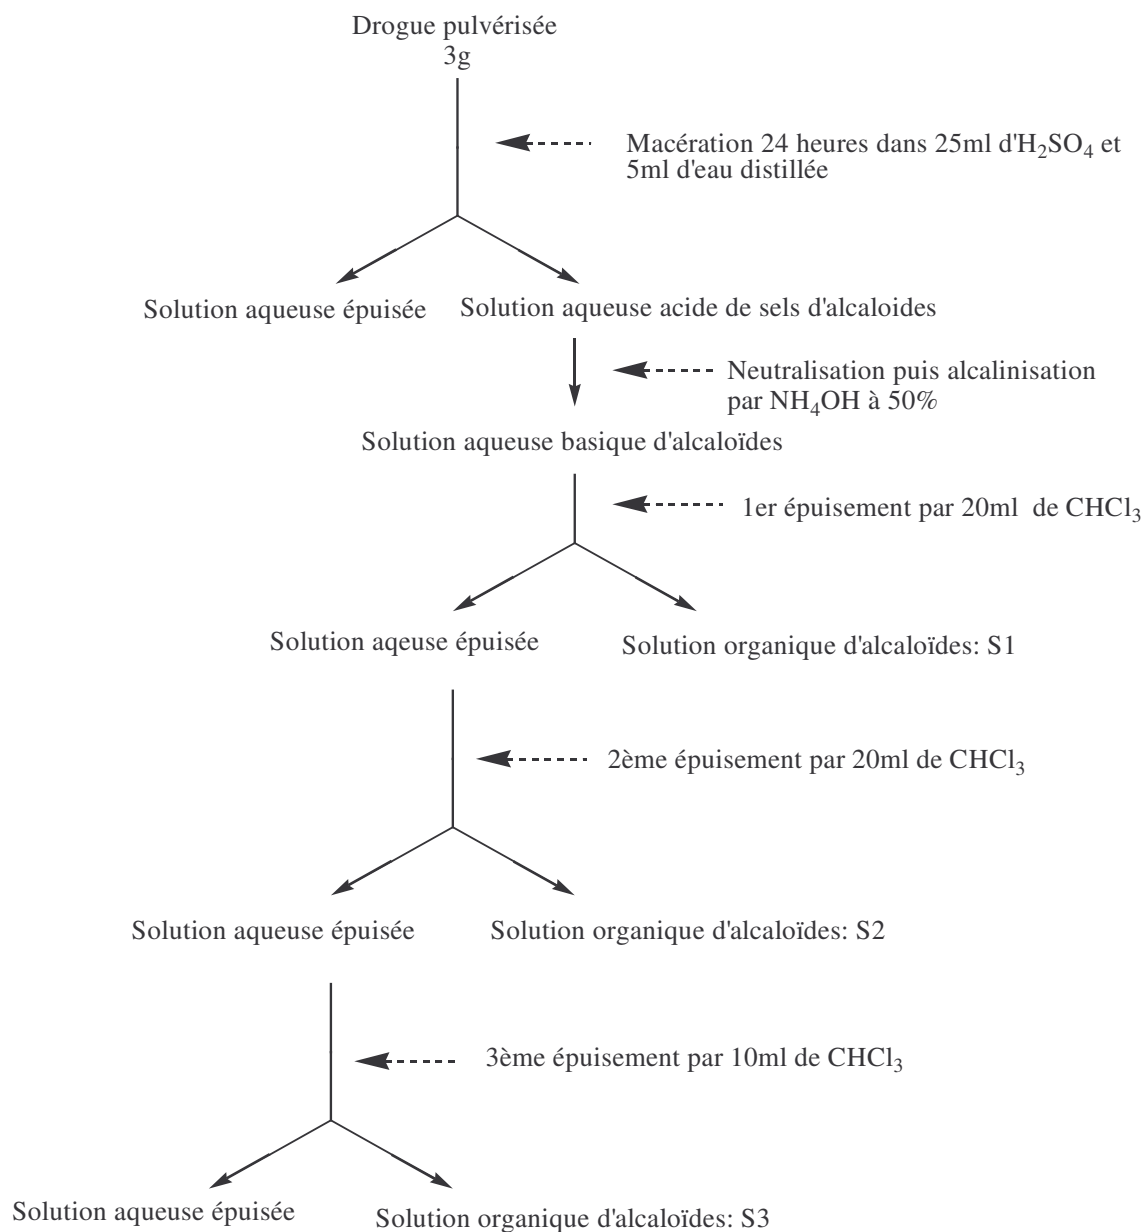 Drogue pulvérisée
3g
Macération 24 heures dans 25ml d'H₂SO₄ et
5ml d'eau distillée
Solution aqueuse épuisée
Solution aqueuse acide de sels d'alcaloides
Neutralisation puis alcalinisation
par NH₄OH à 50%
Solution aqueuse basique d'alcaloïdes
1er épuisement par 20ml de CHCl₃
Solution aqeuse épuisée
Solution organique d'alcaloïdes: S1
2ème épuisement par 20ml de CHCl₃
Solution aqueuse épuisée
Solution organique d'alcaloïdes: S2
3ème épuisement par 10ml de CHCl₃
Solution aqueuse épuisée
Solution organique d'alcaloïdes: S3